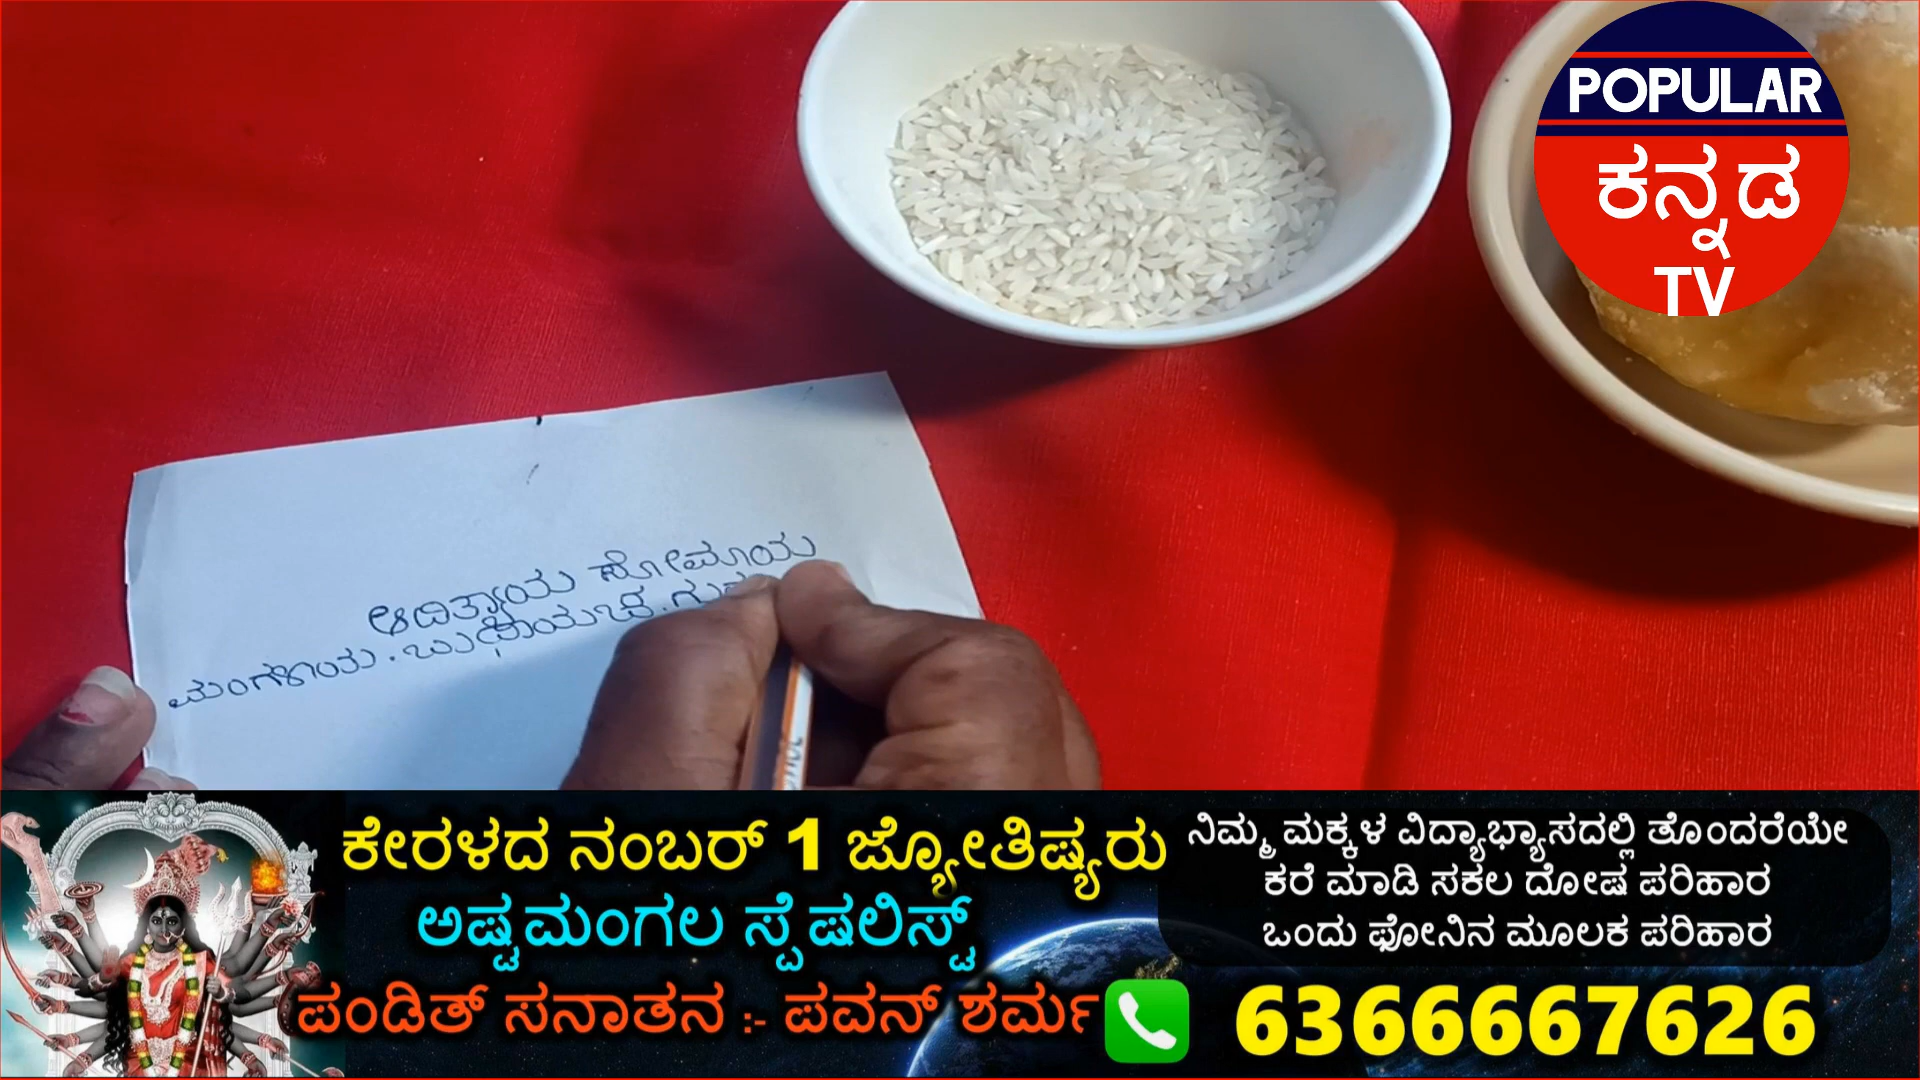 POPULAR
ಕನ್ನಡ
TV
ಆದಿತ್ಯಾಯ ಸೋಮಾಯ
ಮಂಗಳಾಯ . ಬುಧಾಯಚ . ಗುರು
ಕೇರಳದ ನಂಬರ್ 1 ಜ್ಯೋತಿಷ್ಯರು
ಅಷ್ಟಮಂಗಲ ಸ್ಪೆಷಲಿಸ್ಟ್
ಪಂಡಿತ್ ಸನಾತನ :- ಪವನ್ ಶರ್ಮ
ನಿಮ್ಮ ಮಕ್ಕಳ ವಿದ್ಯಾಭ್ಯಾಸದಲ್ಲಿ ತೊಂದರೆಯೇ
ಕರೆ ಮಾಡಿ ಸಕಲ ದೋಷ ಪರಿಹಾರ
ಒಂದು ಫೋನಿನ ಮೂಲಕ ಪರಿಹಾರ
6366667626